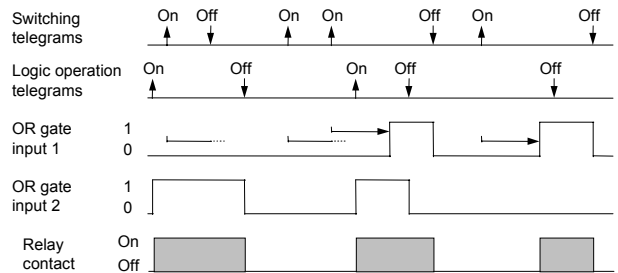 Switching telegrams On Off On On Off On Off
Logic operation telegrams On Off On Off Off
OR gate input 1 1 0
OR gate input 2 1 0
Relay contact On Off